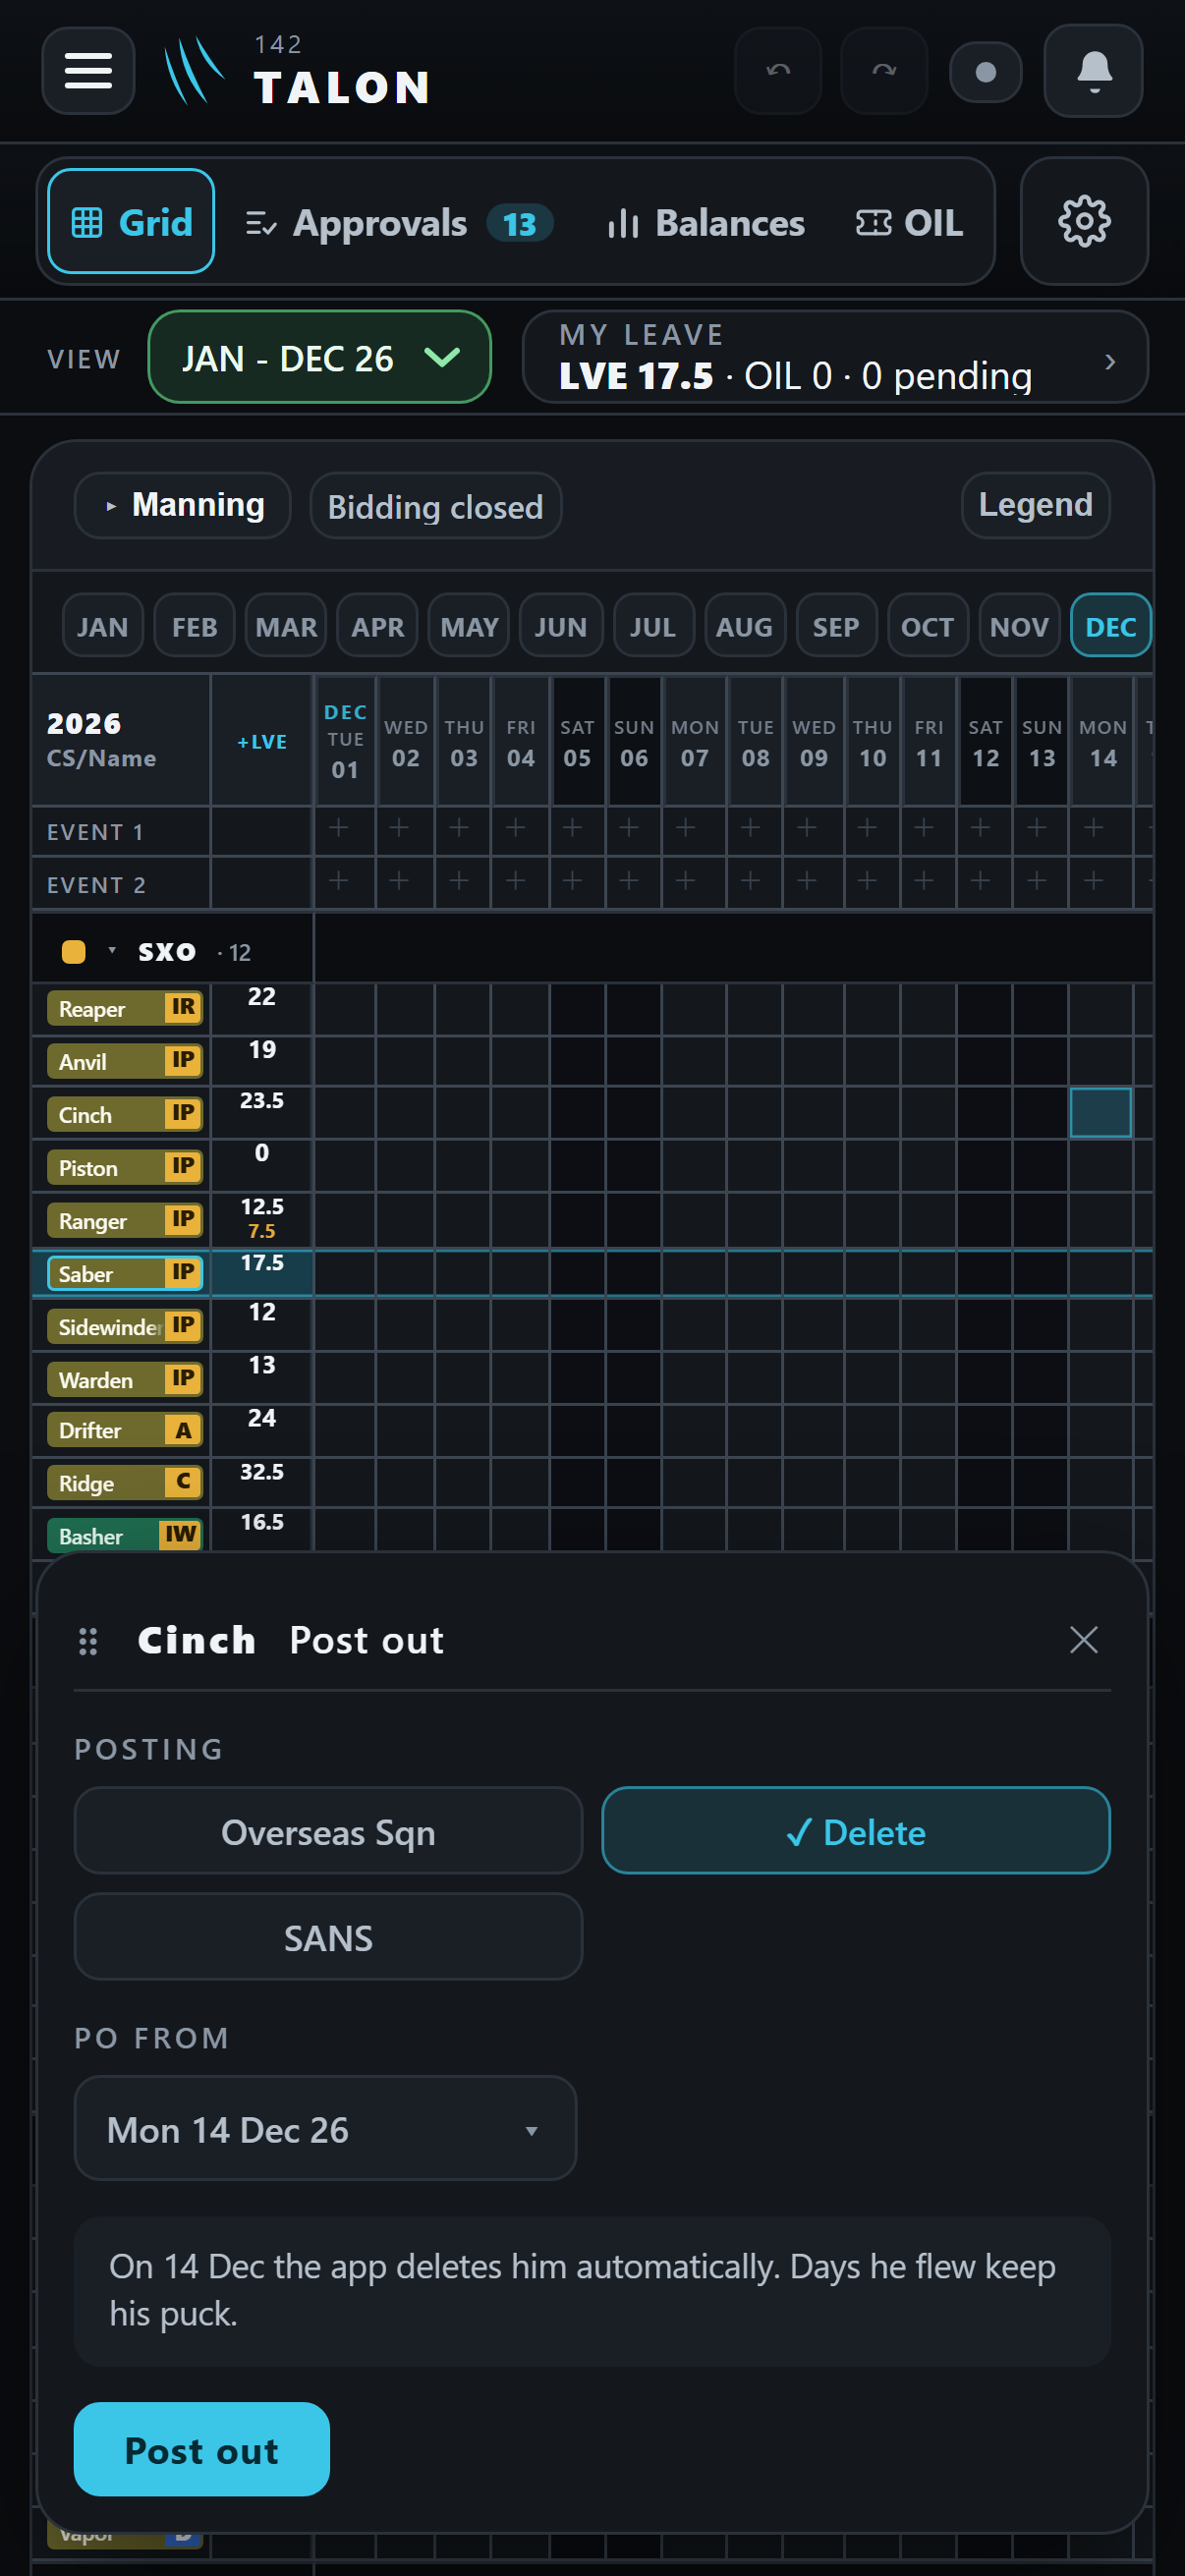 142
TALON
Grid
Approvals 13
Balances
OIL
VIEW
JAN - DEC 26
MY LEAVE
LVE 17.5 · OIL 0 · 0 pending
Manning
Bidding closed
Legend
JAN FEB MAR APR MAY JUN JUL AUG SEP OCT NOV DEC
2026
CS/Name
+LVE
DEC TUE 01
WED 02
THU 03
FRI 04
SAT 05
SUN 06
MON 07
TUE 08
WED 09
THU 10
FRI 11
SAT 12
SUN 13
MON 14
EVENT 1 + + + + + + + + + + + + + +
EVENT 2 + + + + + + + + + + + + + +
SXO · 12
Reaper IR 22
Anvil IP 19
Cinch IP 23.5
Piston IP 0
Ranger IP 12.5
7.5
Saber IP 17.5
Sidewinder IP 12
Warden IP 13
Drifter A 24
Ridge C 32.5
Basher IW 16.5
Cinch Post out
POSTING
Overseas Sqn
✓ Delete
SANS
PO FROM
Mon 14 Dec 26
On 14 Dec the app deletes him automatically. Days he flew keep
his puck.
Post out